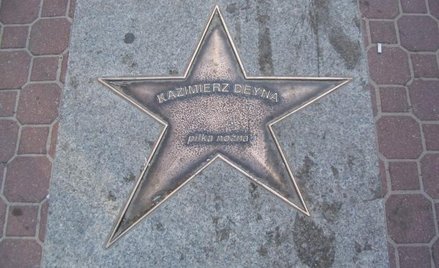 KAZIMIERZ DEYNA
piłka nożna